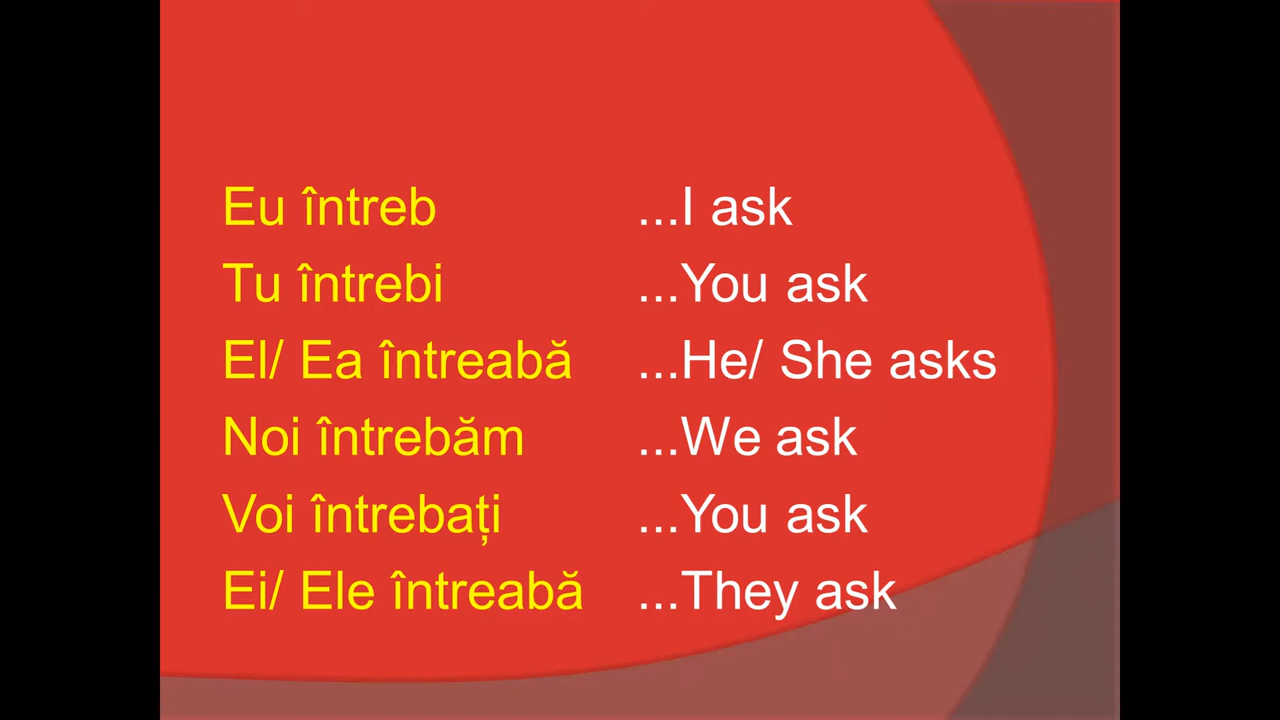 Eu întreb ...I ask
Tu întrebi ...You ask
El/ Ea întreabă ...He/ She asks
Noi întrebăm ...We ask
Voi întrebați ...You ask
Ei/ Ele întreabă ...They ask